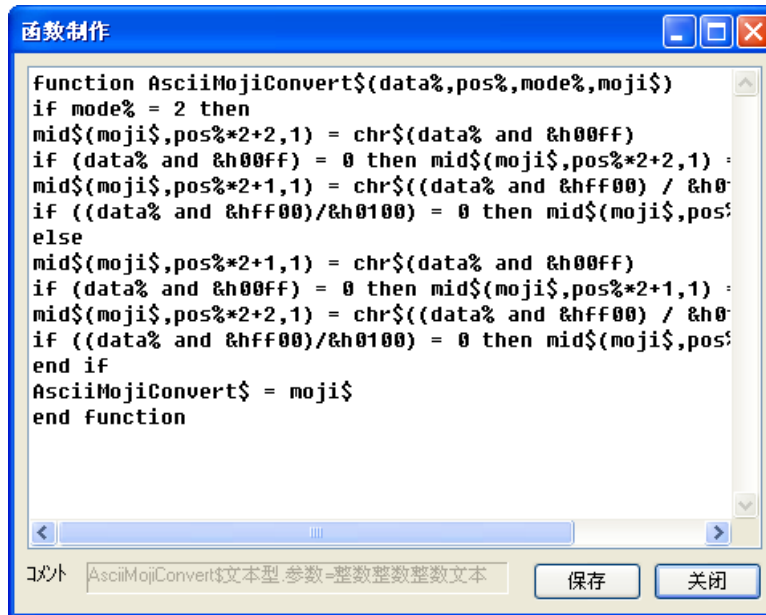 函数制作
function AsciiMojiConvert$(data%,pos%,mode%,moji$)
if mode% = 2 then
mid$(moji$,pos%*2+2,1) = chr$(data% and &h00ff)
if (data% and &h00ff) = 0 then mid$(moji$,pos%*2+2,1) =
mid$(moji$,pos%*2+1,1) = chr$((data% and &hff00) / &h0
if ((data% and &hff00)/&h0100) = 0 then mid$(moji$,pos%
else
mid$(moji$,pos%*2+1,1) = chr$(data% and &h00ff)
if (data% and &h00ff) = 0 then mid$(moji$,pos%*2+1,1) =
mid$(moji$,pos%*2+2,1) = chr$((data% and &hff00) / &h0
if ((data% and &hff00)/&h0100) = 0 then mid$(moji$,pos%
end if
AsciiMojiConvert$ = moji$
end function
コメント AsciiMojiConvert$文本型.参数=整数整数整数文本 保存 关闭